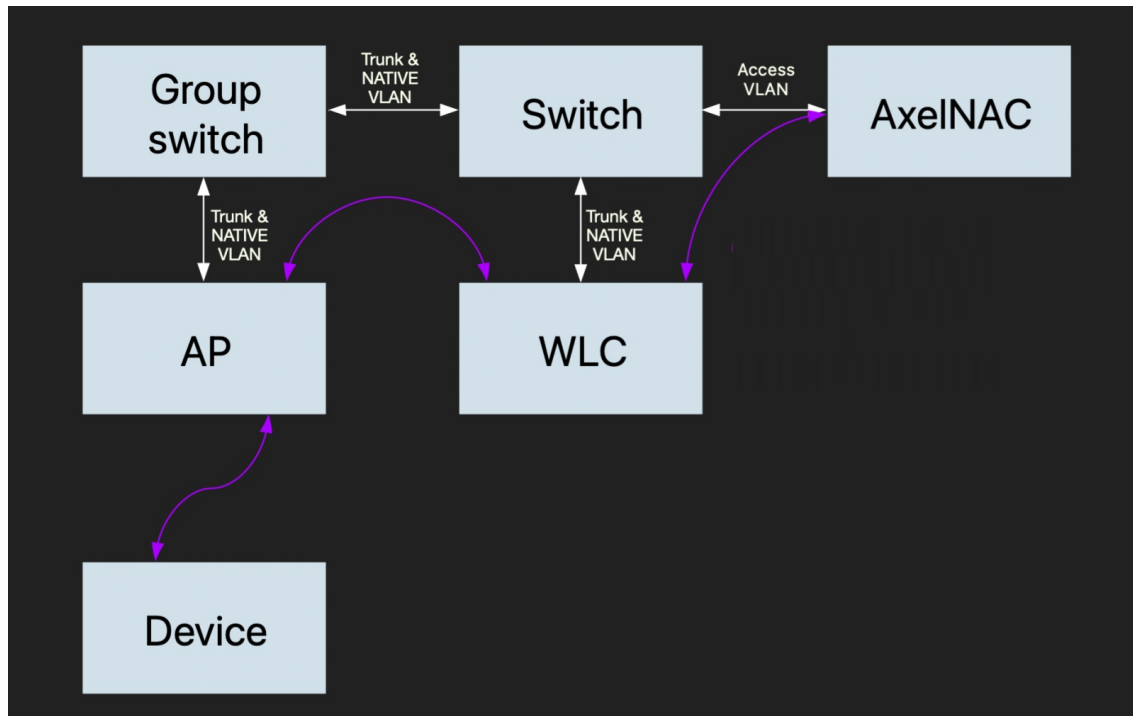 Group
switch
Trunk &
NATIVE
VLAN
Switch
Access
VLAN
AxelNAC
Trunk &
NATIVE
VLAN
Trunk &
NATIVE
VLAN
AP
WLC
Device